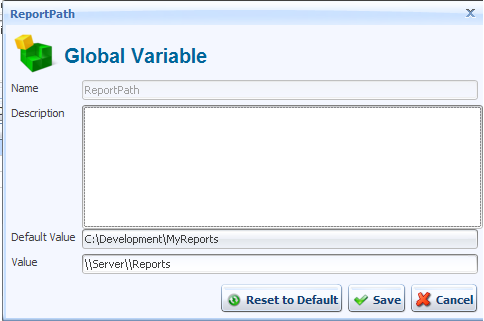 ReportPath
Global Variable
Name ReportPath
Description
Default Value C:\Development\MyReports
Value \\Server\\Reports
Reset to Default Save Cancel